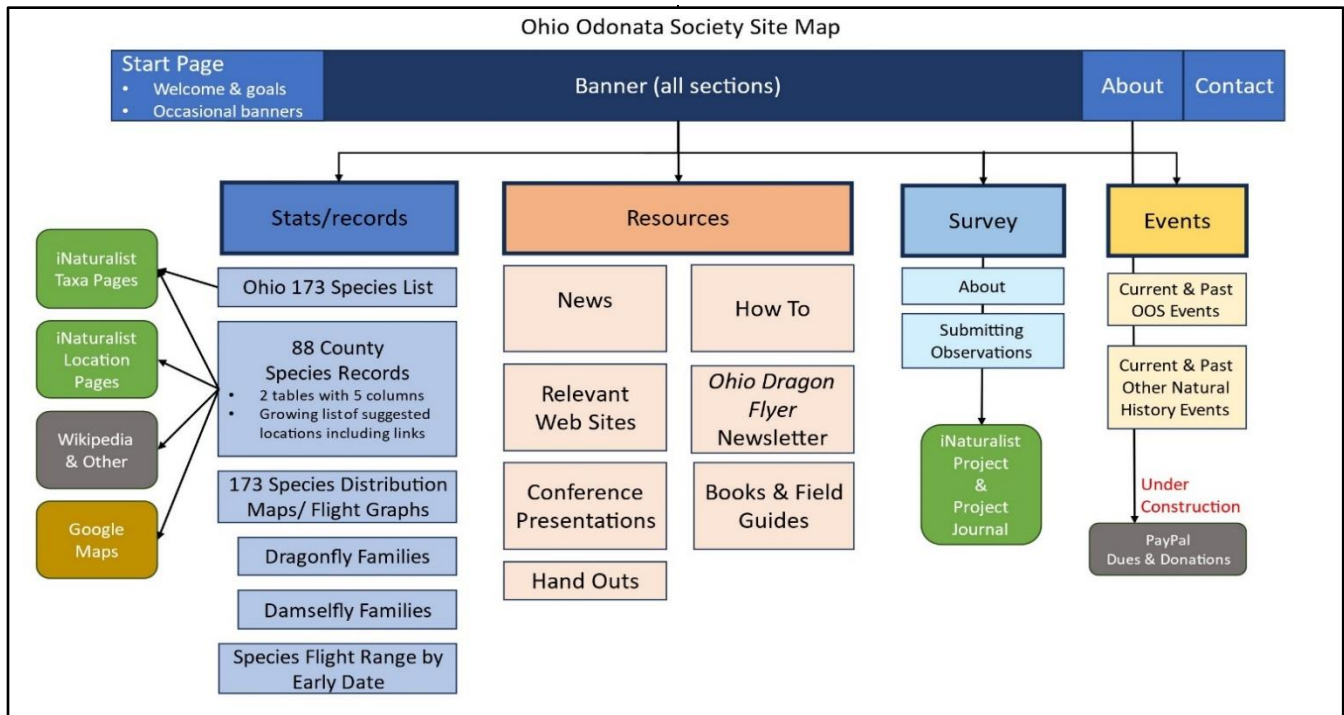 Ohio Odonata Society Site Map
Start Page
• Welcome & goals
• Occasional banners
Banner (all sections)
About
Contact
Stats/records
Resources
Survey
Events
iNaturalist
Taxa Pages
iNaturalist
Location
Pages
Wikipedia
& Other
Google
Maps
Ohio 173 Species List
88 County
Species Records
• 2 tables with 5 columns
• Growing list of suggested
locations including links
173 Species Distribution
Maps/ Flight Graphs
Dragonfly Families
Damselfly Families
Species Flight Range by
Early Date
News
How To
Relevant
Web Sites
Ohio Dragon
Flyer
Newsletter
Conference
Presentations
Books & Field
Guides
Hand Outs
About
Submitting
Observations
iNaturalist
Project
&
Project
Journal
Current & Past
OOS Events
Current & Past
Other Natural
History Events
Under
Construction
PayPal
Dues & Donations